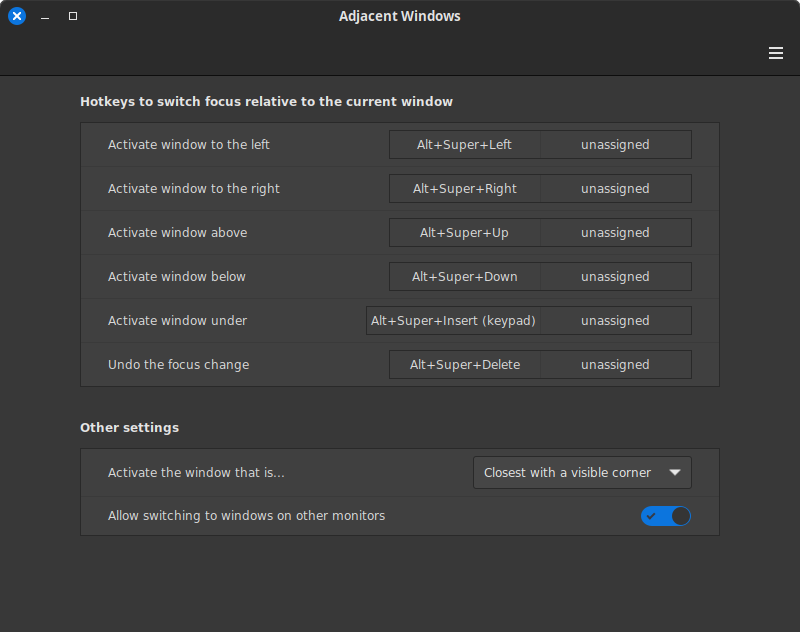 Adjacent Windows
Hotkeys to switch focus relative to the current window
Activate window to the left Alt+Super+Left unassigned
Activate window to the right Alt+Super+Right unassigned
Activate window above Alt+Super+Up unassigned
Activate window below Alt+Super+Down unassigned
Activate window under Alt+Super+Insert (keypad) unassigned
Undo the focus change Alt+Super+Delete unassigned
Other settings
Activate the window that is... Closest with a visible corner
Allow switching to windows on other monitors